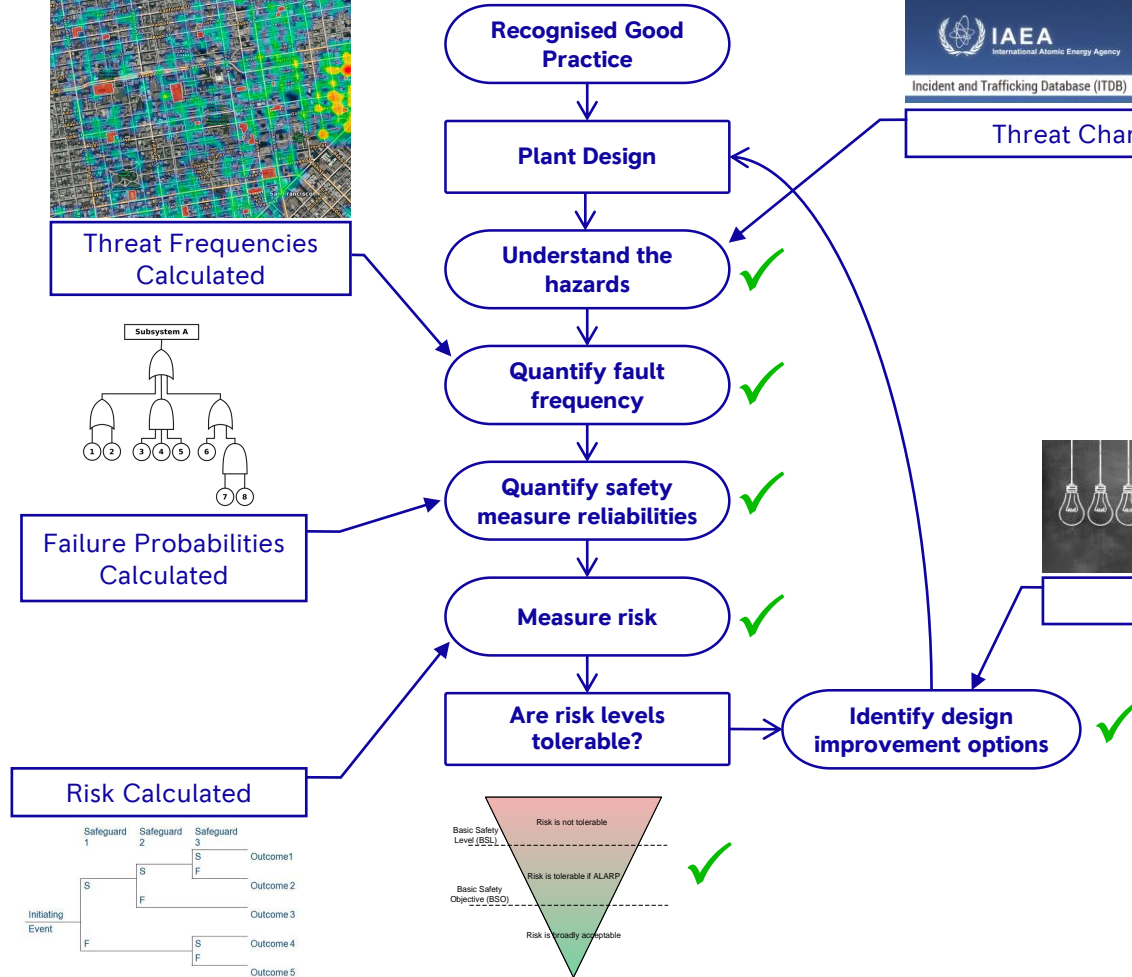 Recognised Good
Practice
IAEA
International Atomic Energy Agency
Incident and Trafficking Database (ITDB)
Plant Design
Threat Char
San Francisco
Threat Frequencies
Calculated
Understand the
hazards
Subsystem A
1 2 3 4 5 6
7 8
Quantify fault
frequency
Failure Probabilities
Calculated
Quantify safety
measure reliabilities
Measure risk
Are risk levels
tolerable?
Identify design
improvement options
Risk Calculated
Safeguard
1
Safeguard
2
Safeguard
3
S
Outcome1
S
F
Outcome 2
S
F
Outcome 3
Initiating
Event
F
S
Outcome 4
F
Outcome 5
Risk is not tolerable
Basic Safety
Level (BSL)
Risk is tolerable if ALARP
Basic Safety
Objective (BSO)
Risk is broadly acceptable